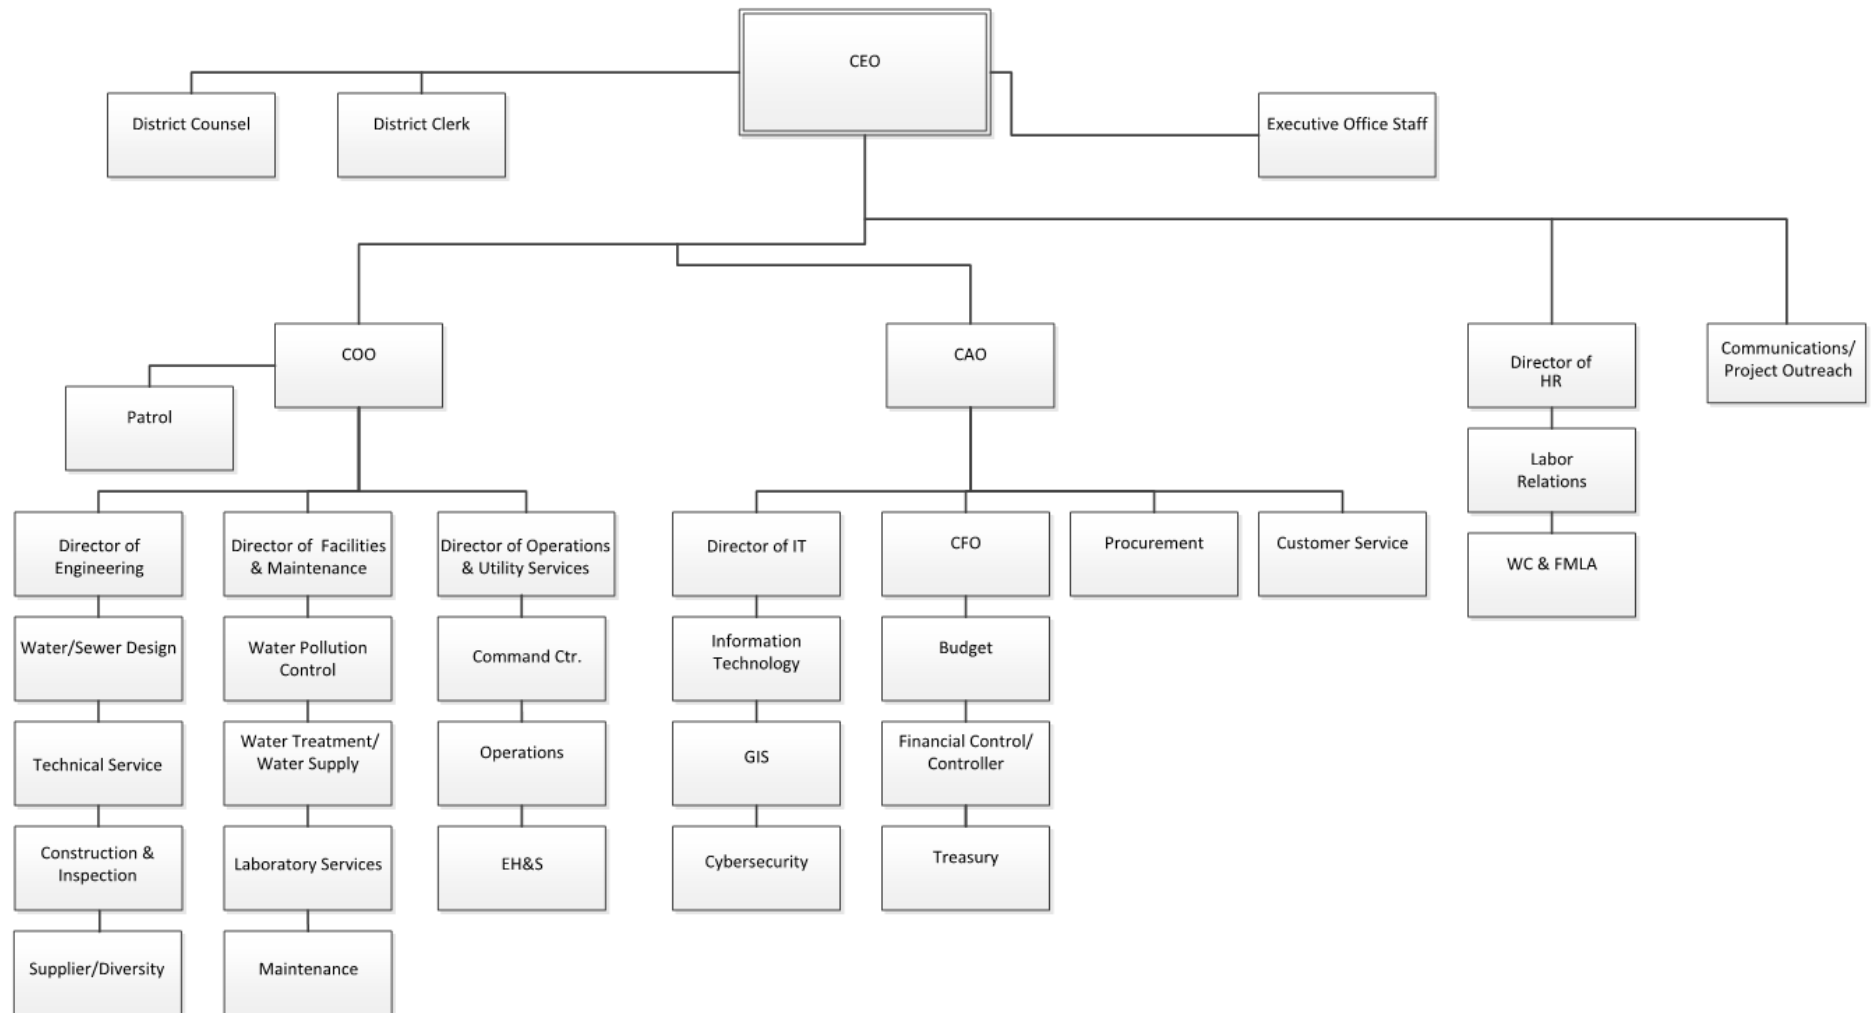 CEO
District Counsel
District Clerk
Executive Office Staff
COO
CAO
Director of
HR
Communications/
Project Outreach
Patrol
Labor
Relations
Director of
Engineering
Director of  Facilities
& Maintenance
Director of Operations
& Utility Services
Director of IT
CFO
Procurement
Customer Service
WC & FMLA
Water/Sewer Design
Water Pollution
Control
Command Ctr.
Information
Technology
Budget
Technical Service
Water Treatment/
Water Supply
Operations
GIS
Financial Control/
Controller
Construction &
Inspection
Laboratory Services
EH&S
Cybersecurity
Treasury
Supplier/Diversity
Maintenance